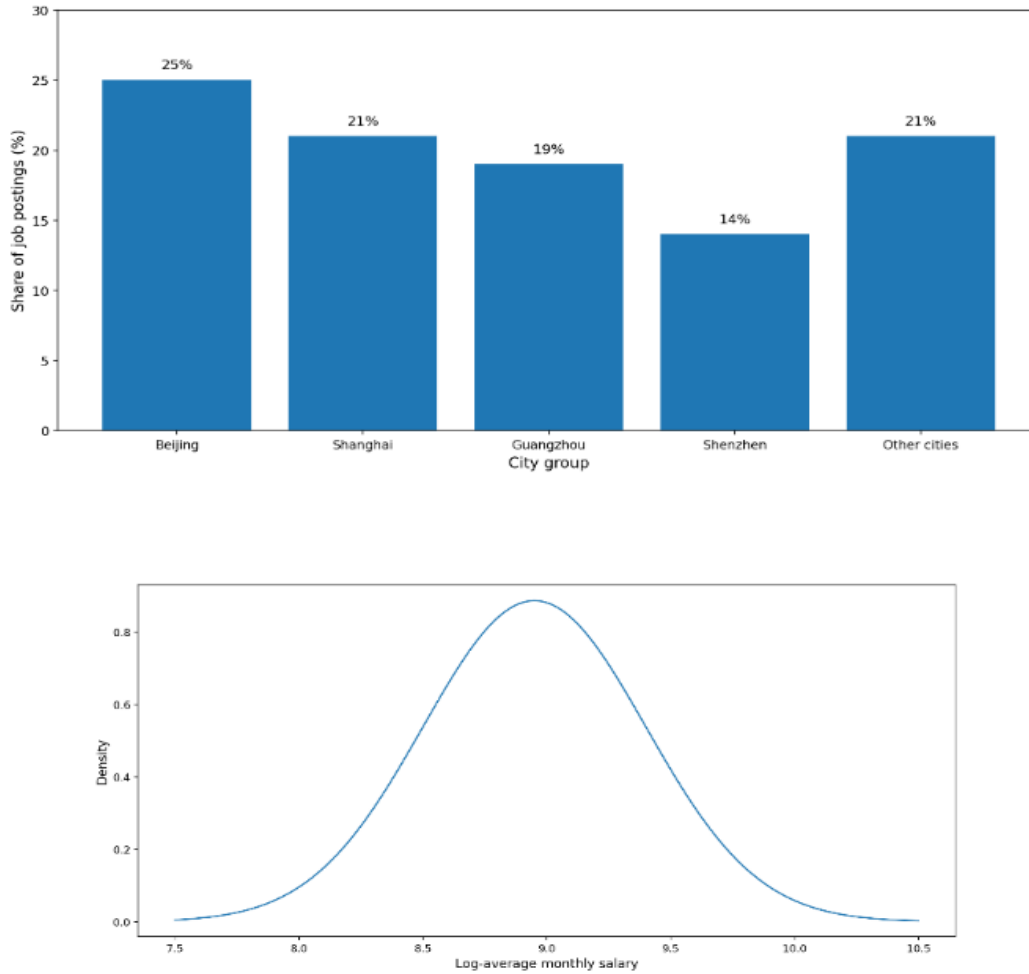 30
25
20
15
10
5
0
Share of job postings (%)
25%
21%
19%
14%
21%
Beijing
Shanghai
Guangzhou
Shenzhen
Other cities
City group
0.8
0.6
0.4
0.2
0.0
Density
7.5
8.0
8.5
9.0
9.5
10.0
10.5
Log-average monthly salary